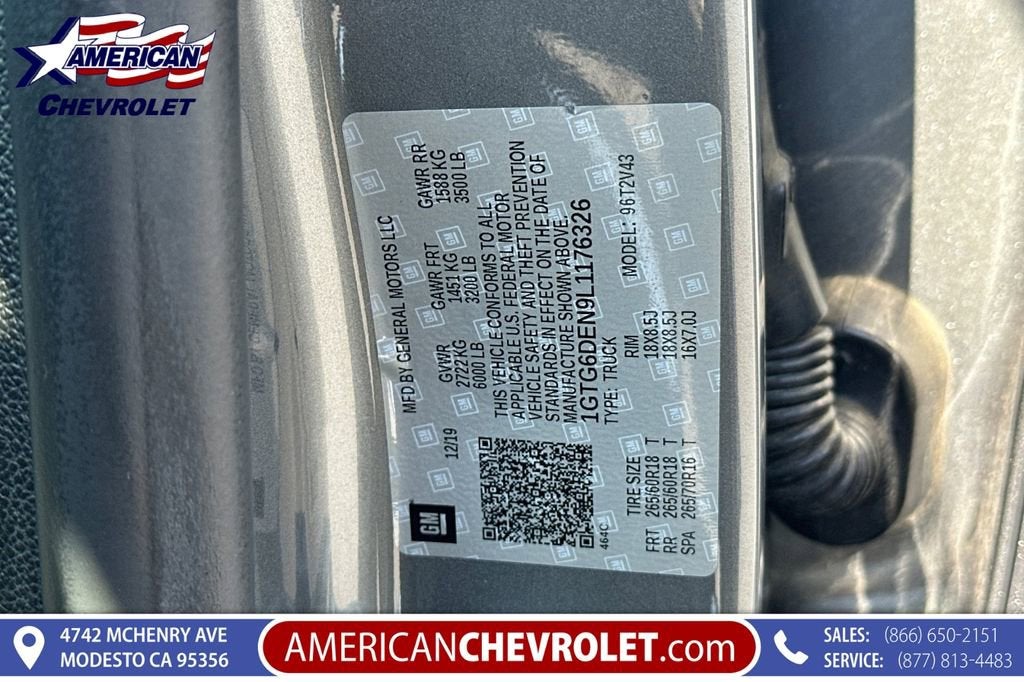 AMERICAN
CHEVROLET
MFD BY GENERAL MOTORS LLC
12/19
GVWR GAWR FRT GAWR RR
2722 KG 1451 KG 1588 KG
6000 LB 3200 LB 3500 LB
THIS VEHICLE CONFORMS TO ALL
APPLICABLE U.S. FEDERAL MOTOR
VEHICLE SAFETY AND THEFT PREVENTION
STANDARDS IN EFFECT ON THE DATE OF
MANUFACTURE SHOWN ABOVE.
1GTG6DEN9L1176326
TYPE: TRUCK MODEL: 96T2V43
GM
464C
TIRE SIZE RIM
FRT 265/60R18 T 18X8.5J
RR 265/60R18 T 18X8.5J
SPA 265/70R16 T 16X7.0J
4742 MCHENRY AVE
MODESTO CA 95356
AMERICANCHEVROLET.com
SALES: (866) 650-2151
SERVICE: (877) 813-4483